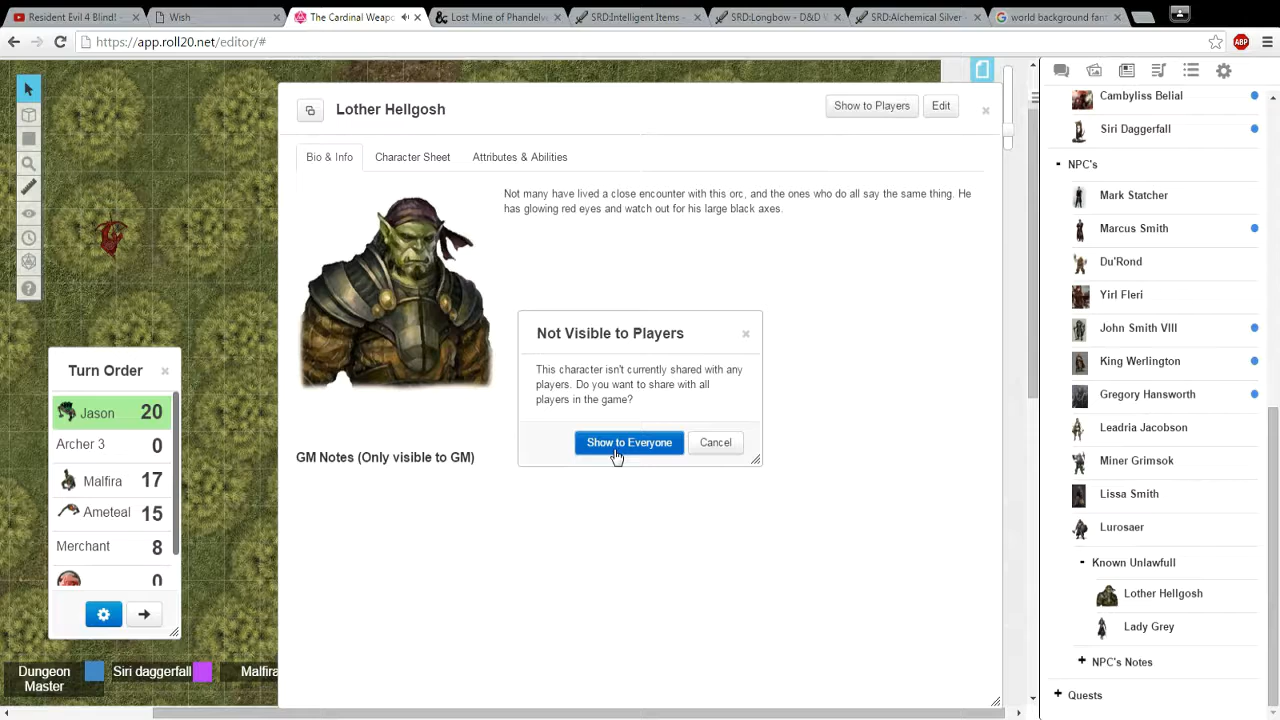 Resident Evil 4 Blind!
Wish
The Cardinal Weapo
Lost Mine of Phandelv
SRD:Intelligent Items -
SRD:Longbow - D&D
SRD:Alchemical Silver -
world background fant
https://app.roll20.net/editor/#
ABP
Lother Hellgosh
Show to Players
Edit
Bio & Info
Character Sheet
Attributes & Abilities
Not many have lived a close encounter with this orc, and the ones who do all say the same thing. He
has glowing red eyes and watch out for his large black axes.
Not Visible to Players
This character isn't currently shared with any
players. Do you want to share with all
players in the game?
Show to Everyone
Cancel
GM Notes (Only visible to GM)
Turn Order
Jason 20
Archer 3 0
Malfira 17
Ameteal 15
Merchant 8
0
Dungeon
Master
Siri daggerfall
Malfira
Cambyliss Belial
Siri Daggerfall
- NPC's
Mark Statcher
Marcus Smith
Du'Rond
Yirl Fleri
John Smith VIII
King Werlington
Gregory Hansworth
Leadria Jacobson
Miner Grimsok
Lissa Smith
Lurosaer
- Known Unlawfull
Lother Hellgosh
Lady Grey
+ NPC's Notes
+ Quests